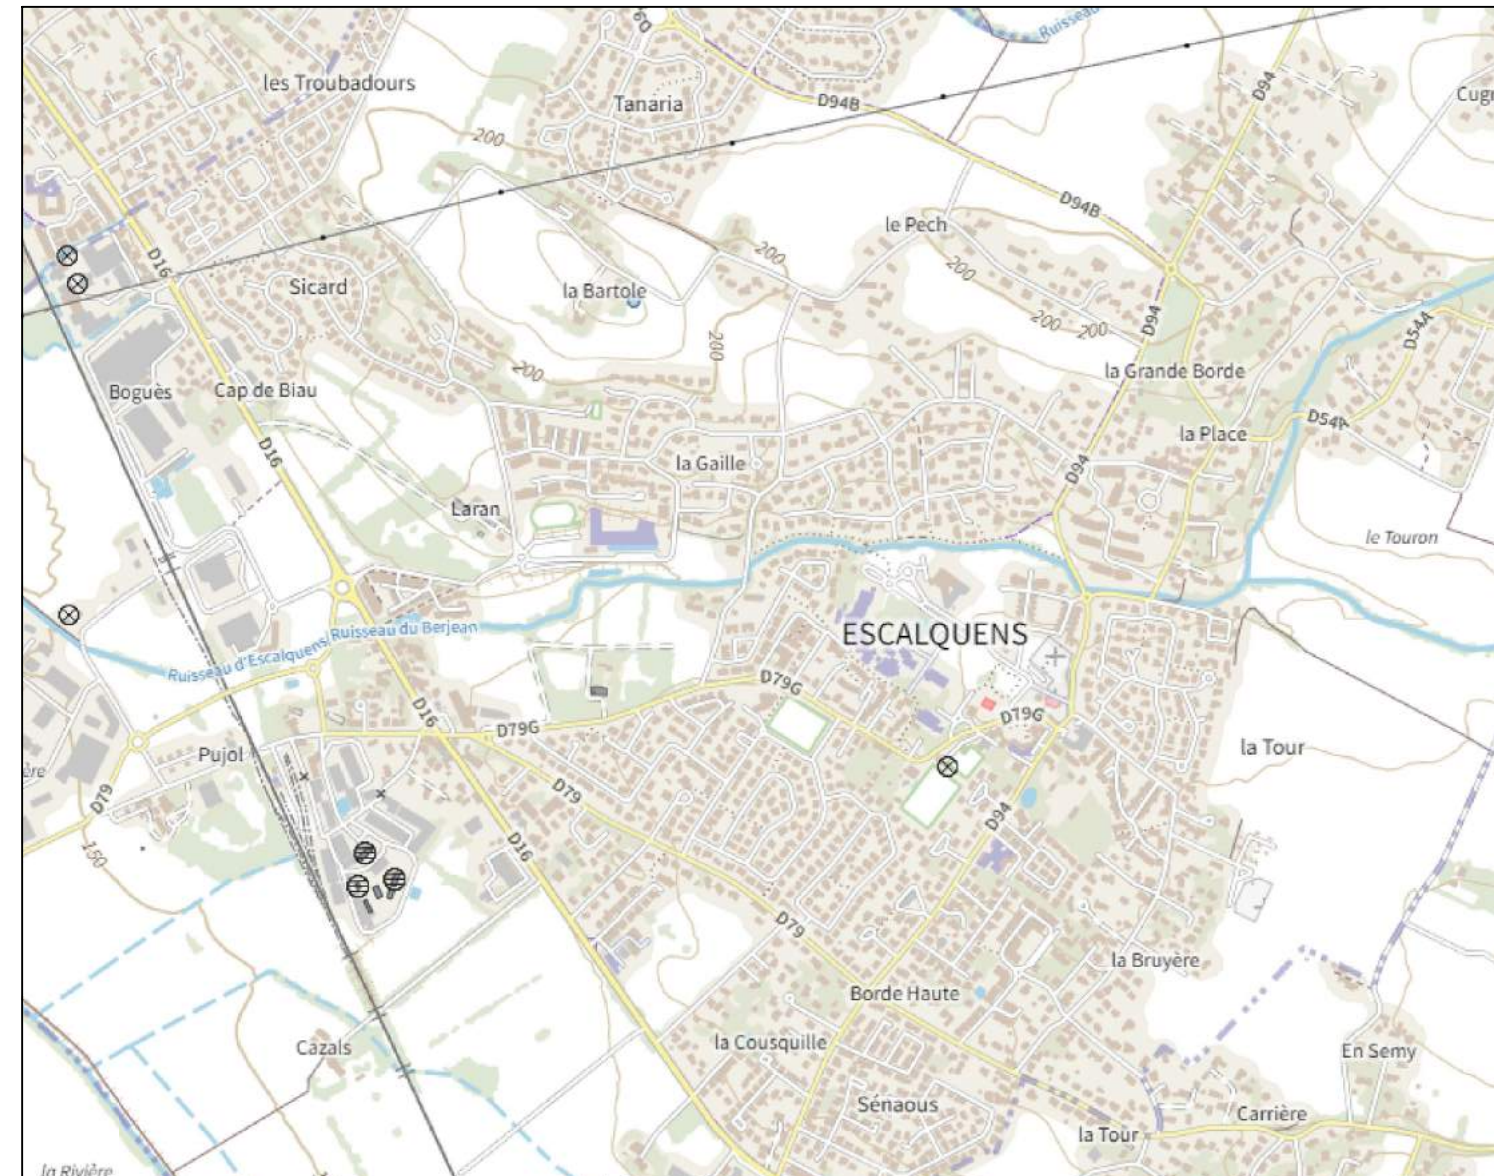 Ruisseau
les Troubadours
Tanaria
D94B
D94
200
D94B
le Pech
200
200
D16
Sicard
la Bartole
200
200
200
D94
D54A
200
la Grande Borde
Boguès
Cap de Biau
D54A
la Place
D16
la Gaille
D94
Laran
le Touron
ESCALQUENS
Ruisseau d'Escalquens
Ruisseau du Berjean
D79G
D16
D79G
D79G
Pujol
la Tour
D79
D79
D94
D16
150
D79
la Bruyère
Borde Haute
Cazals
la Cousquille
En Semy
Sénaous
Carrière
la Tour
la Rivière